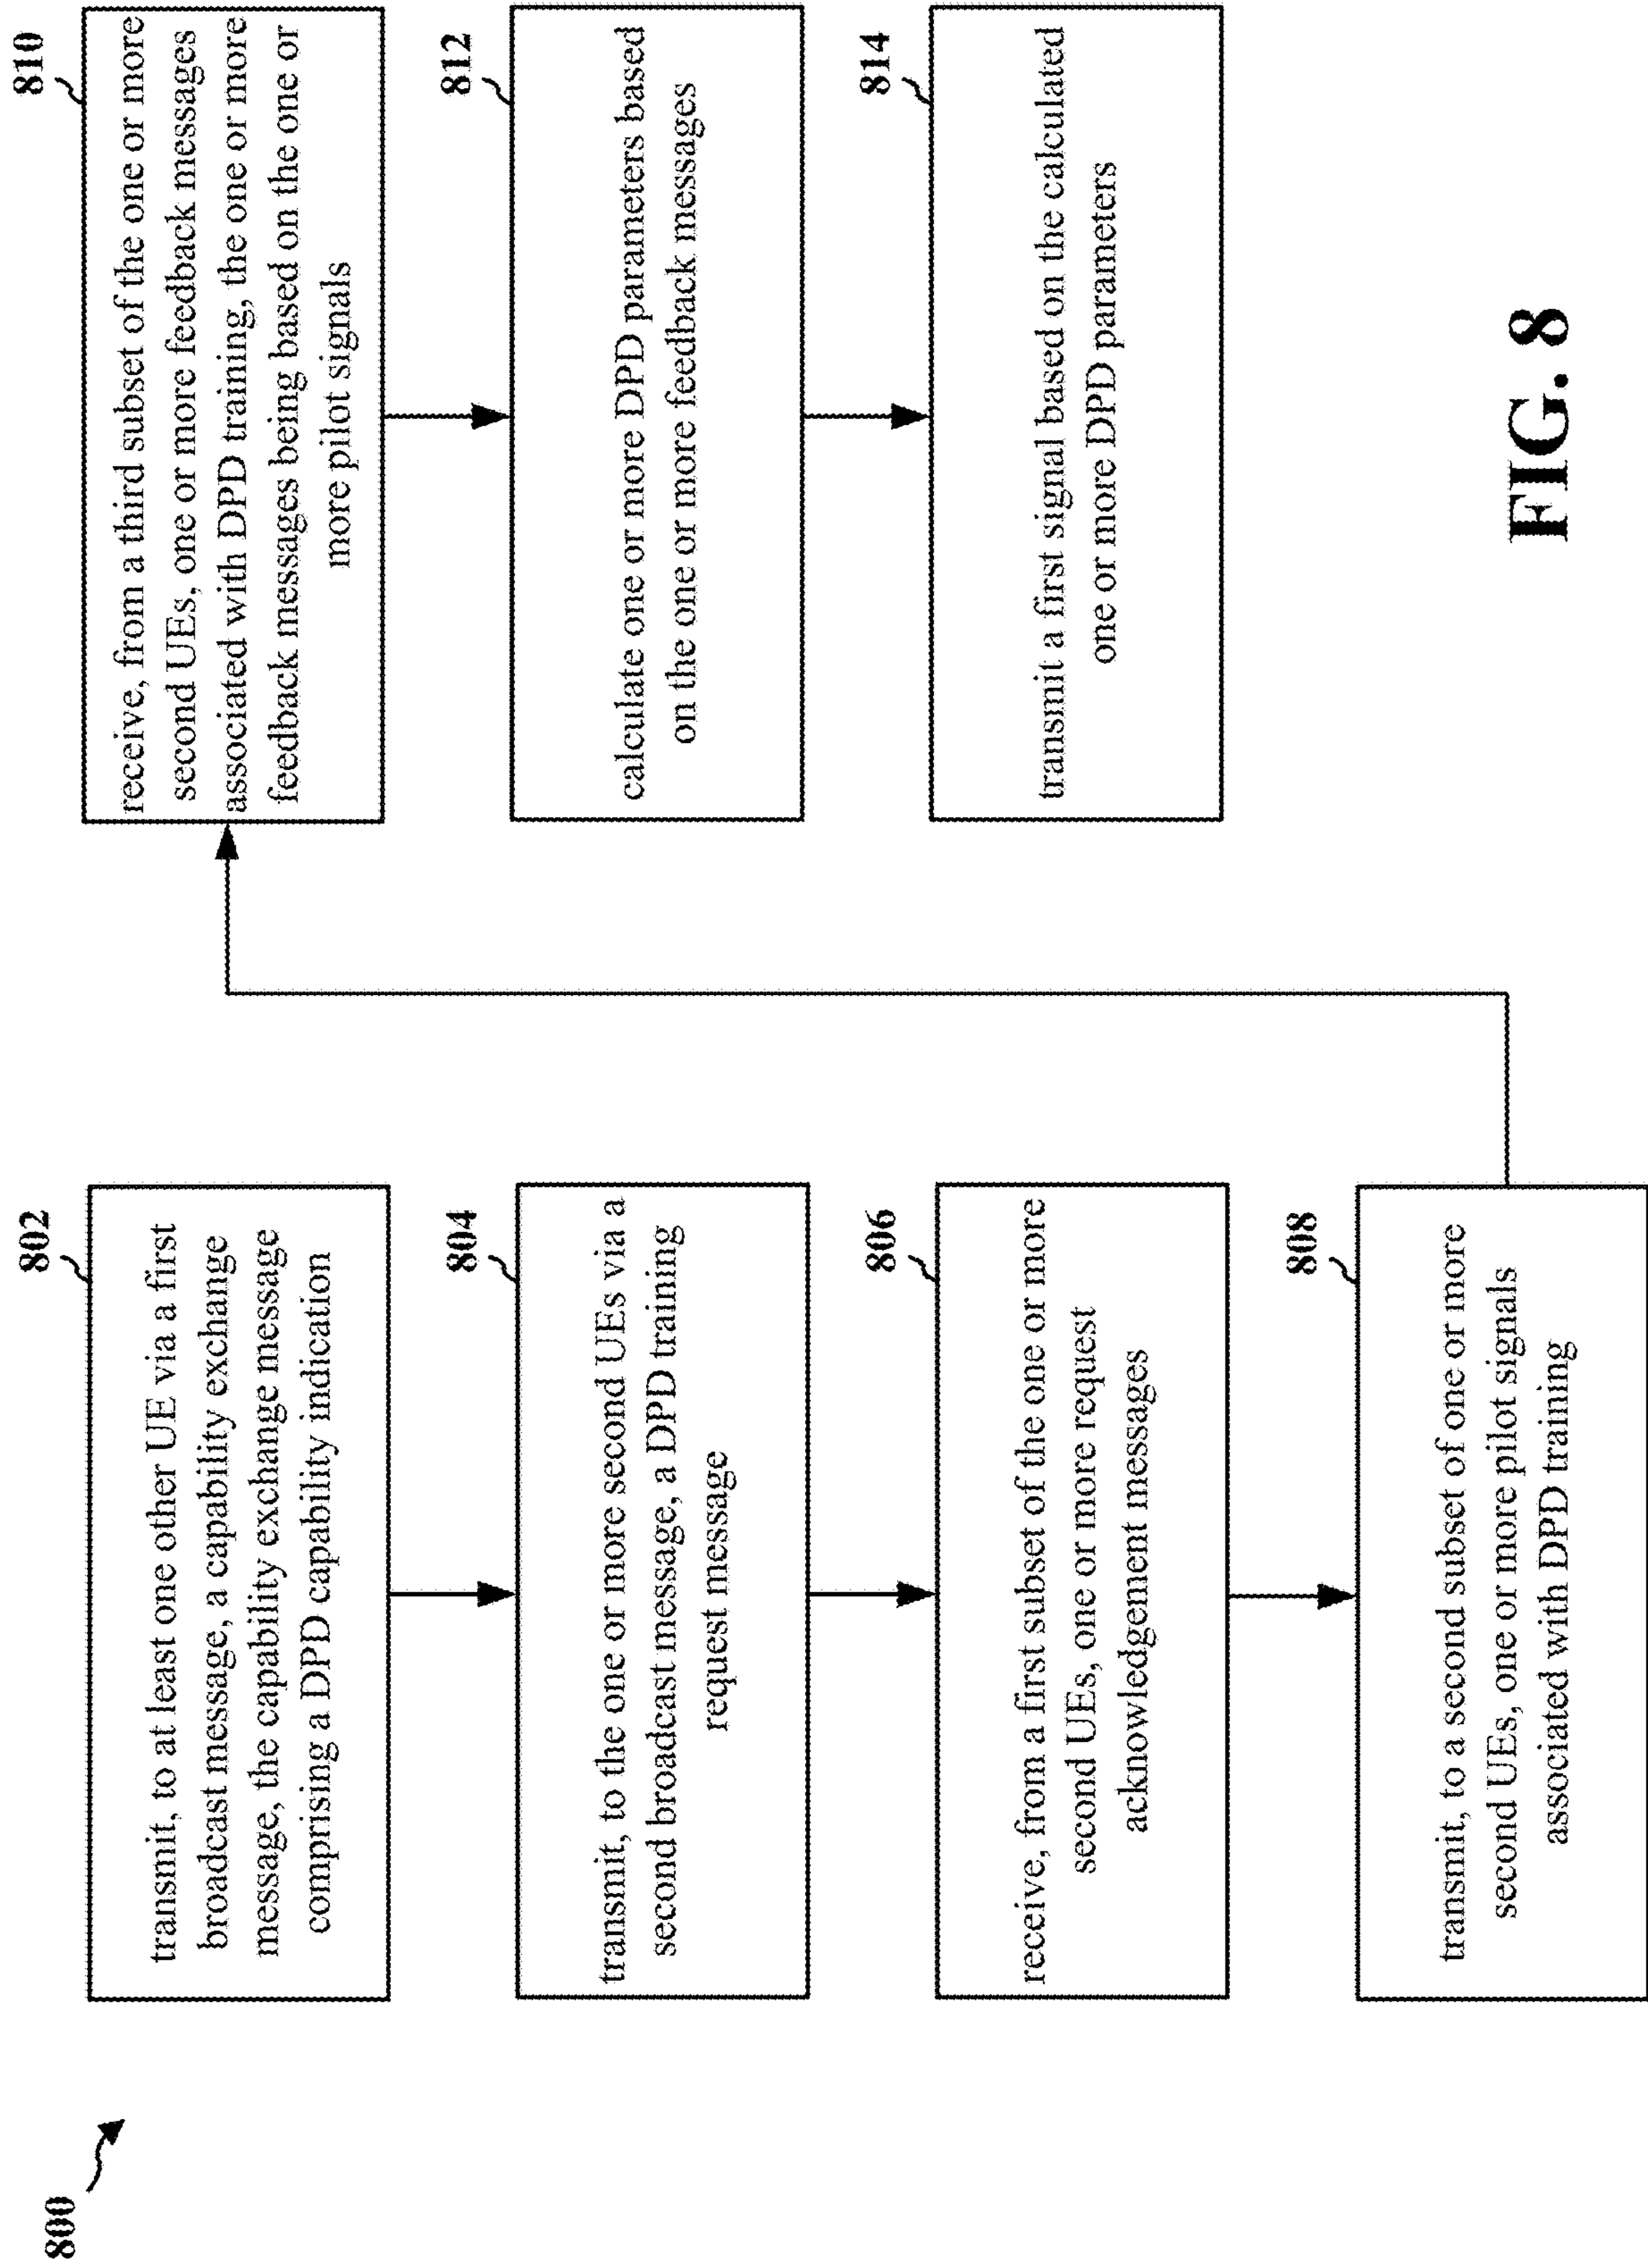 800
802
transmit, to at least one other UE via a first
broadcast message, a capability exchange
message, the capability exchange message
comprising a DPD capability indication
804
transmit, to the one or more second UEs via a
second broadcast message, a DPD training
request message
806
receive, from a first subset of the one or more
second UEs, one or more request
acknowledgement messages
808
transmit, to a second subset of one or more
second UEs, one or more pilot signals
associated with DPD training
810
receive, from a third subset of the one or more
second UEs, one or more feedback messages
associated with DPD training, the one or more
feedback messages being based on the one or
more pilot signals
812
calculate one or more DPD parameters based
on the one or more feedback messages
814
transmit a first signal based on the calculated
one or more DPD parameters
FIG. 8